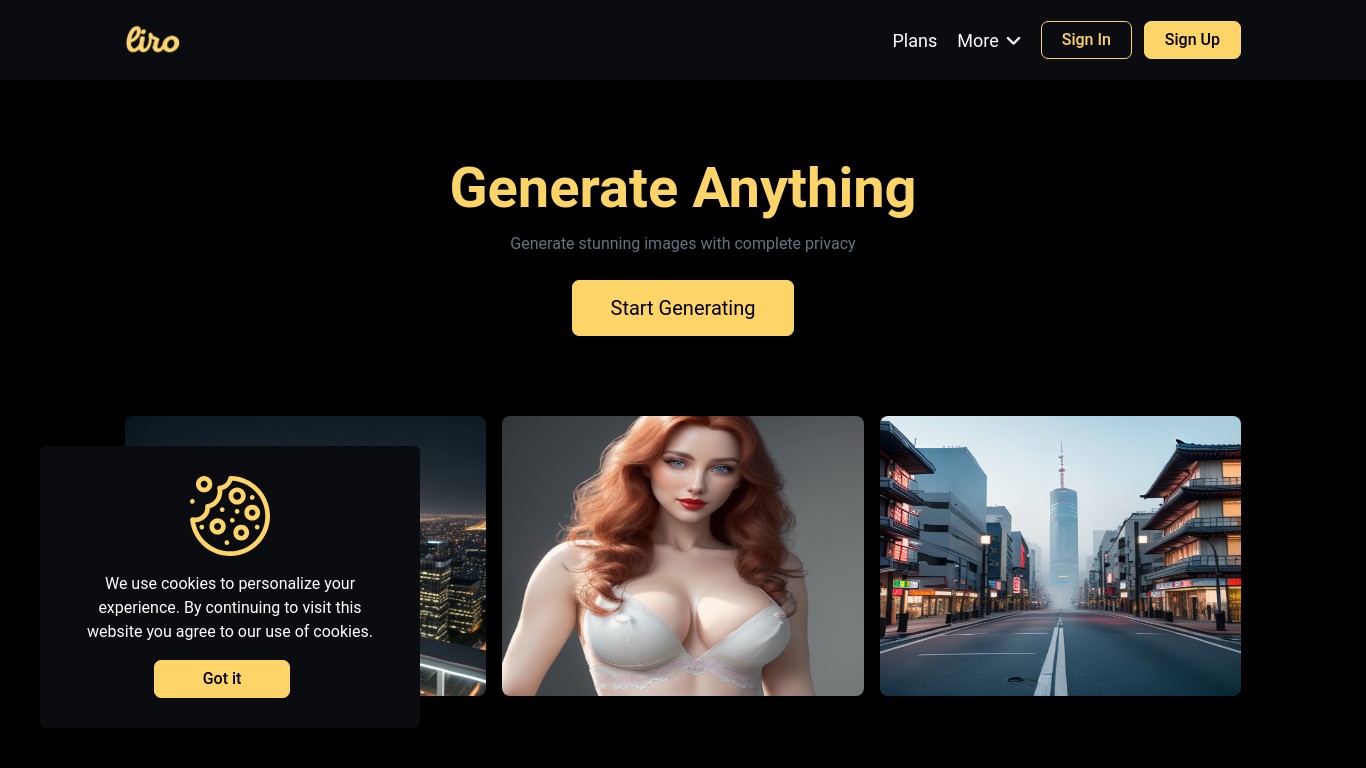 liro
Plans
More
Sign In
Sign Up
Generate Anything
Generate stunning images with complete privacy
Start Generating
We use cookies to personalize your
experience. By continuing to visit this
website you agree to our use of cookies.
Got it